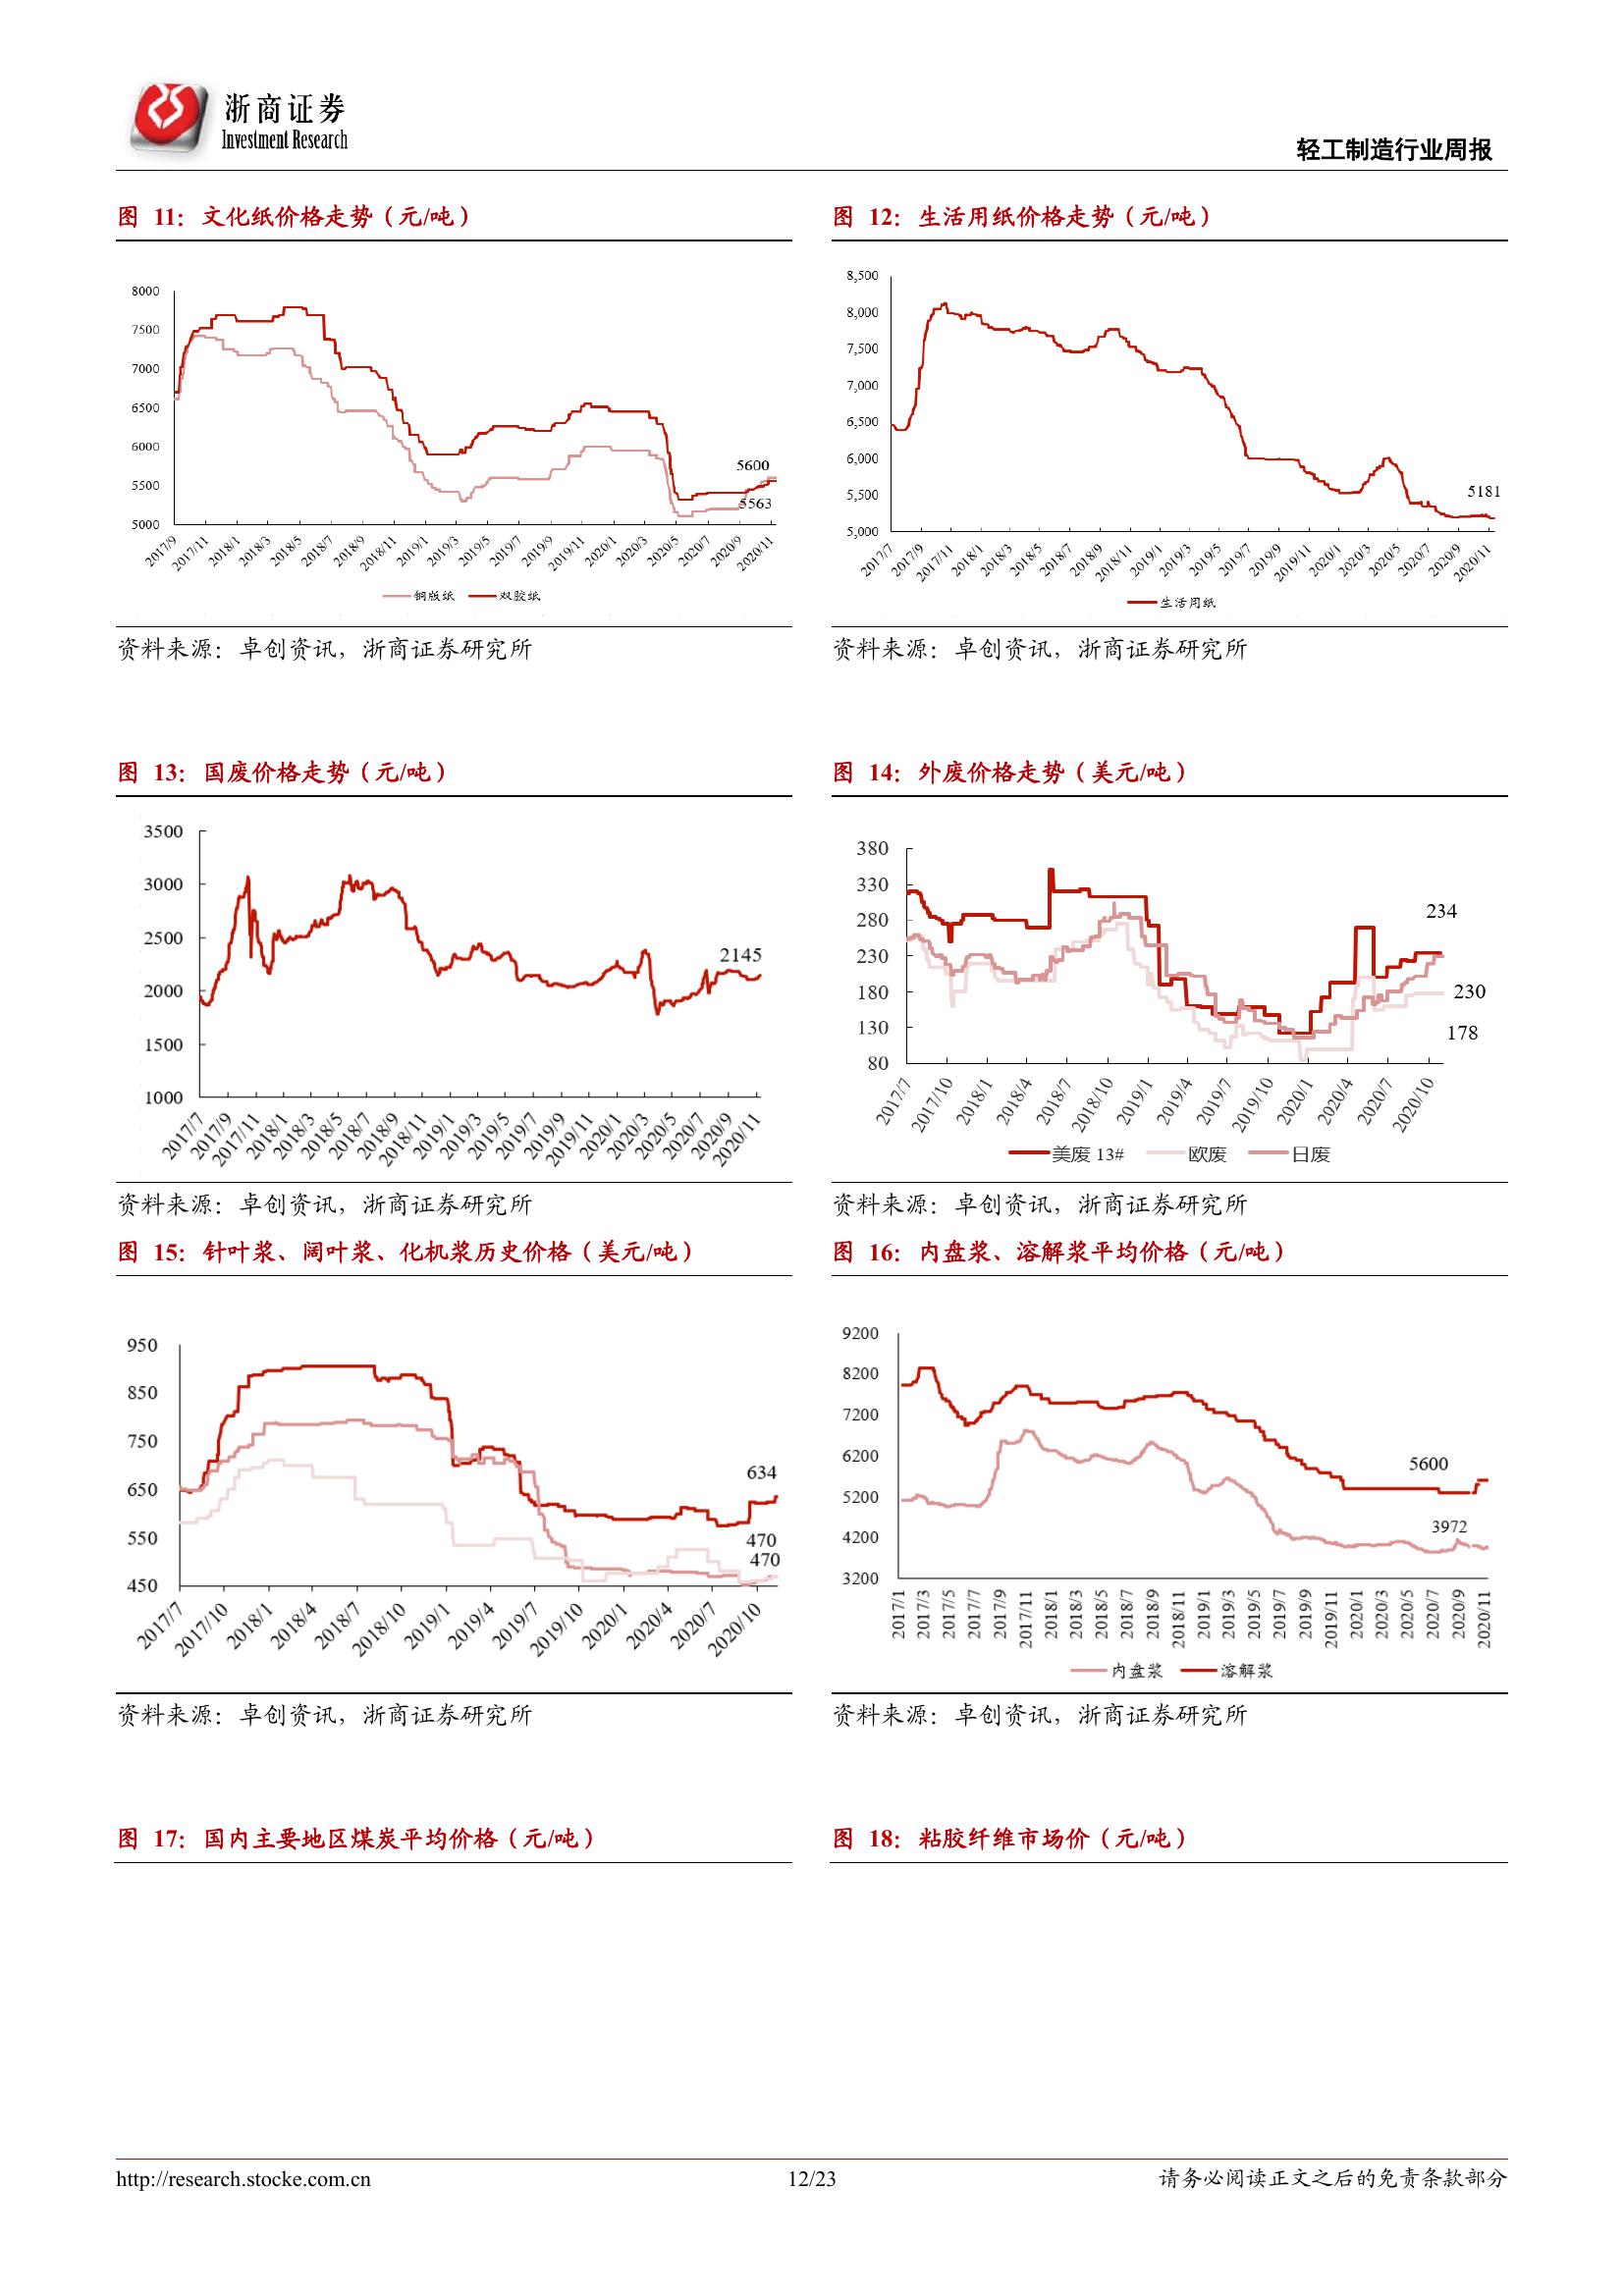 浙商证券
Investment Research
轻工制造行业周报
图 11：文化纸价格走势（元/吨）
8000
7500
7000
6500
6000
5500
5000
5600
5563
2017/9 2017/11 2018/1 2018/3 2018/5 2018/7 2018/9 2018/11 2019/1 2019/3 2019/5 2019/7 2019/9 2019/11 2020/1 2020/3 2020/5 2020/7 2020/9 2020/11
铜版纸 双胶纸
资料来源：卓创资讯，浙商证券研究所
图 12：生活用纸价格走势（元/吨）
8,500
8,000
7,500
7,000
6,500
6,000
5,500
5,000
5181
2017/7 2017/9 2017/11 2018/1 2018/3 2018/5 2018/7 2018/9 2018/11 2019/1 2019/3 2019/5 2019/7 2019/9 2019/11 2020/1 2020/3 2020/5 2020/7 2020/9 2020/11
生活用纸
资料来源：卓创资讯，浙商证券研究所
图 13：国废价格走势（元/吨）
3500
3000
2500
2000
1500
1000
2145
2017/7 2017/9 2017/11 2018/1 2018/3 2018/5 2018/7 2018/9 2018/11 2019/1 2019/3 2019/5 2019/7 2019/9 2019/11 2020/1 2020/3 2020/5 2020/7 2020/9 2020/11
资料来源：卓创资讯，浙商证券研究所
图 14：外废价格走势（美元/吨）
380
330
280
230
180
130
80
234
230
178
2017/7 2017/10 2018/1 2018/4 2018/7 2018/10 2019/1 2019/4 2019/7 2019/10 2020/1 2020/4 2020/7 2020/10
美废 13# 欧废 日废
资料来源：卓创资讯，浙商证券研究所
图 15：针叶浆、阔叶浆、化机浆历史价格（美元/吨）
950
850
750
650
550
450
634
470
470
2017/7 2017/10 2018/1 2018/4 2018/7 2018/10 2019/1 2019/4 2019/7 2019/10 2020/1 2020/4 2020/7 2020/10
资料来源：卓创资讯，浙商证券研究所
图 16：内盘浆、溶解浆平均价格（元/吨）
9200
8200
7200
6200
5200
4200
3200
5600
3972
2017/1 2017/3 2017/5 2017/7 2017/9 2017/11 2018/1 2018/3 2018/5 2018/7 2018/9 2018/11 2019/1 2019/3 2019/5 2019/7 2019/9 2019/11 2020/1 2020/3 2020/5 2020/7 2020/9 2020/11
内盘浆 溶解浆
资料来源：卓创资讯，浙商证券研究所
图 17：国内主要地区煤炭平均价格（元/吨）
图 18：粘胶纤维市场价（元/吨）
http://research.stocke.com.cn
12/23
请务必阅读正文之后的免责条款部分